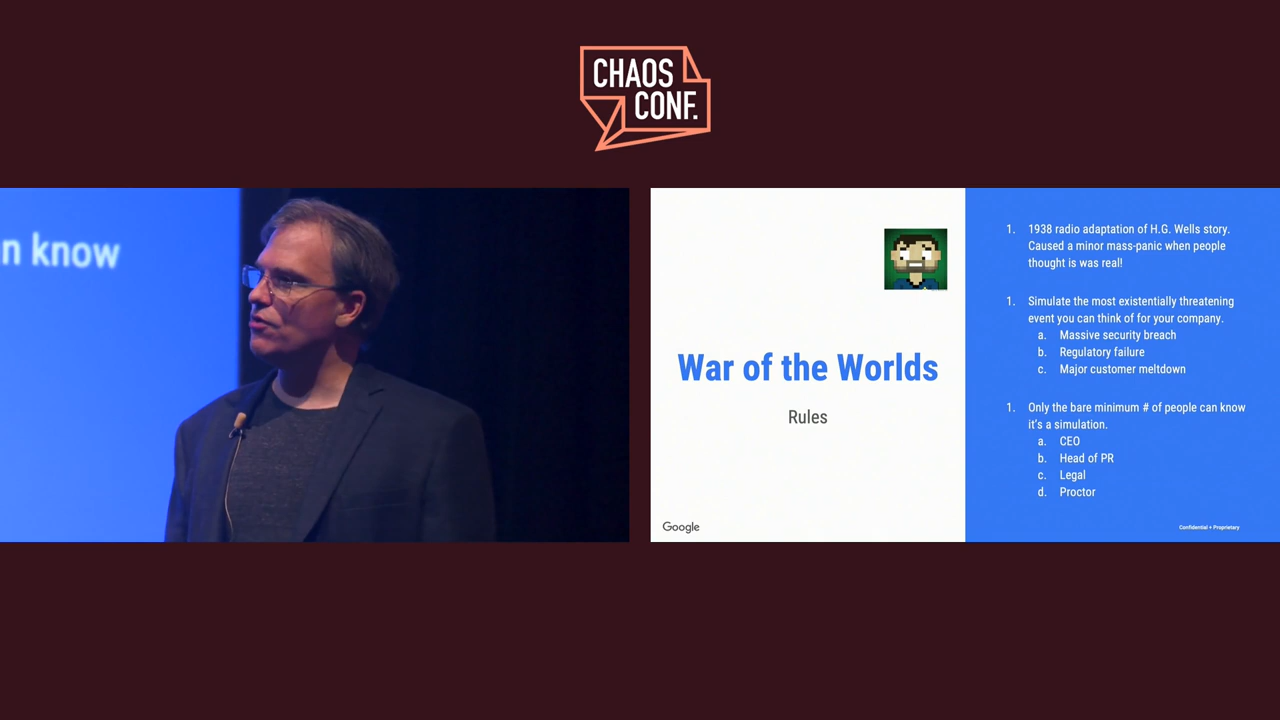 CHAOS
CONF.
n know
War of the Worlds
Rules
Google
1. 1938 radio adaptation of H.G. Wells story.
Caused a minor mass-panic when people
thought is was real!
1. Simulate the most existentially threatening
event you can think of for your company.
a. Massive security breach
b. Regulatory failure
c. Major customer meltdown
1. Only the bare minimum # of people can know
it's a simulation.
a. CEO
b. Head of PR
c. Legal
d. Proctor
Confidential + Proprietary